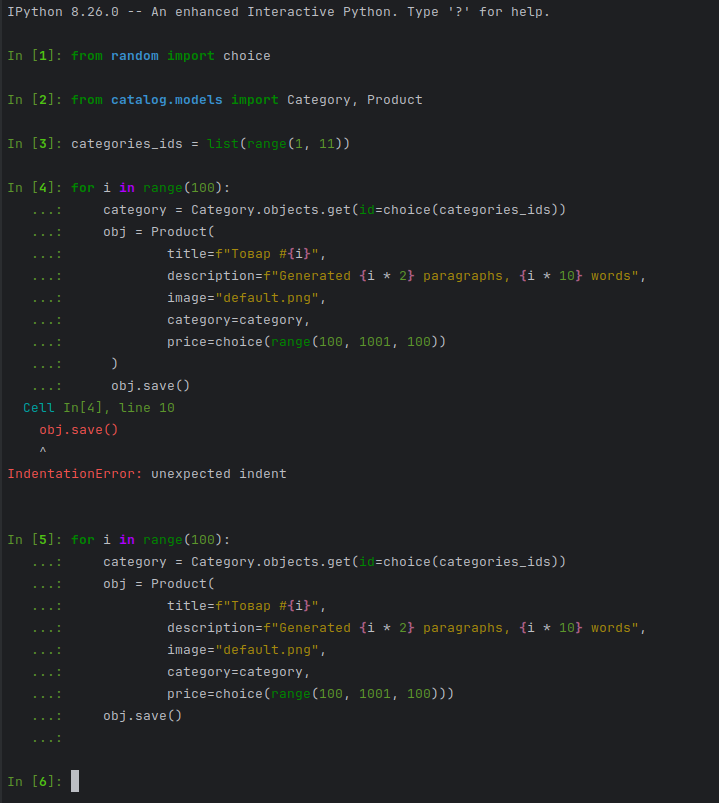 IPython 8.26.0 -- An enhanced Interactive Python. Type '?' for help.
In [1]: from random import choice
In [2]: from catalog.models import Category, Product
In [3]: categories_ids = list(range(1, 11))
In [4]: for i in range(100):
   ...:     category = Category.objects.get(id=choice(categories_ids))
   ...:     obj = Product(
   ...:             title=f"Товар #{i}",
   ...:             description=f"Generated {i * 2} paragraphs, {i * 10} words",
   ...:             image="default.png",
   ...:             category=category,
   ...:             price=choice(range(100, 1001, 100))
   ...:      )
   ...:      obj.save()
  Cell In[4], line 10
    obj.save()
    ^
IndentationError: unexpected indent
In [5]: for i in range(100):
   ...:     category = Category.objects.get(id=choice(categories_ids))
   ...:     obj = Product(
   ...:             title=f"Товар #{i}",
   ...:             description=f"Generated {i * 2} paragraphs, {i * 10} words",
   ...:             image="default.png",
   ...:             category=category,
   ...:             price=choice(range(100, 1001, 100)))
   ...:     obj.save()
   ...:
In [6]: